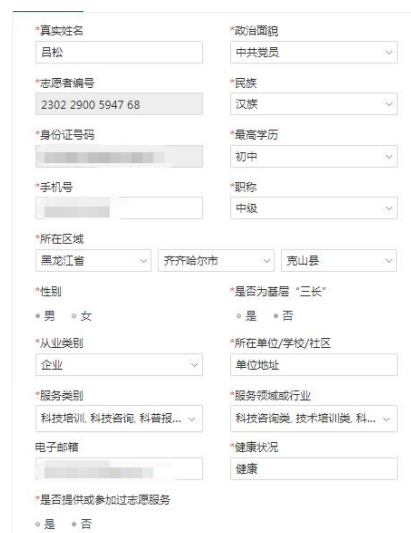 *真实姓名 *政治面貌
吕松 中共党员
*志愿者编号 *民族
2302 2900 5947 68 汉族
*身份证号码 *最高学历
初中
*手机号 *职称
中级
*所在区域
黑龙江省 齐齐哈尔市 克山县
*性别 *是否为基层“三长”
男 女 是 否
*从业类别 *所在单位/学校/社区
企业 单位地址
*服务类别 *服务领域或行业
科技培训, 科技咨询, 科普报... 科技咨询类, 技术培训类, 科...
电子邮箱 *健康状况
健康
*是否提供或参加过志愿服务
是 否